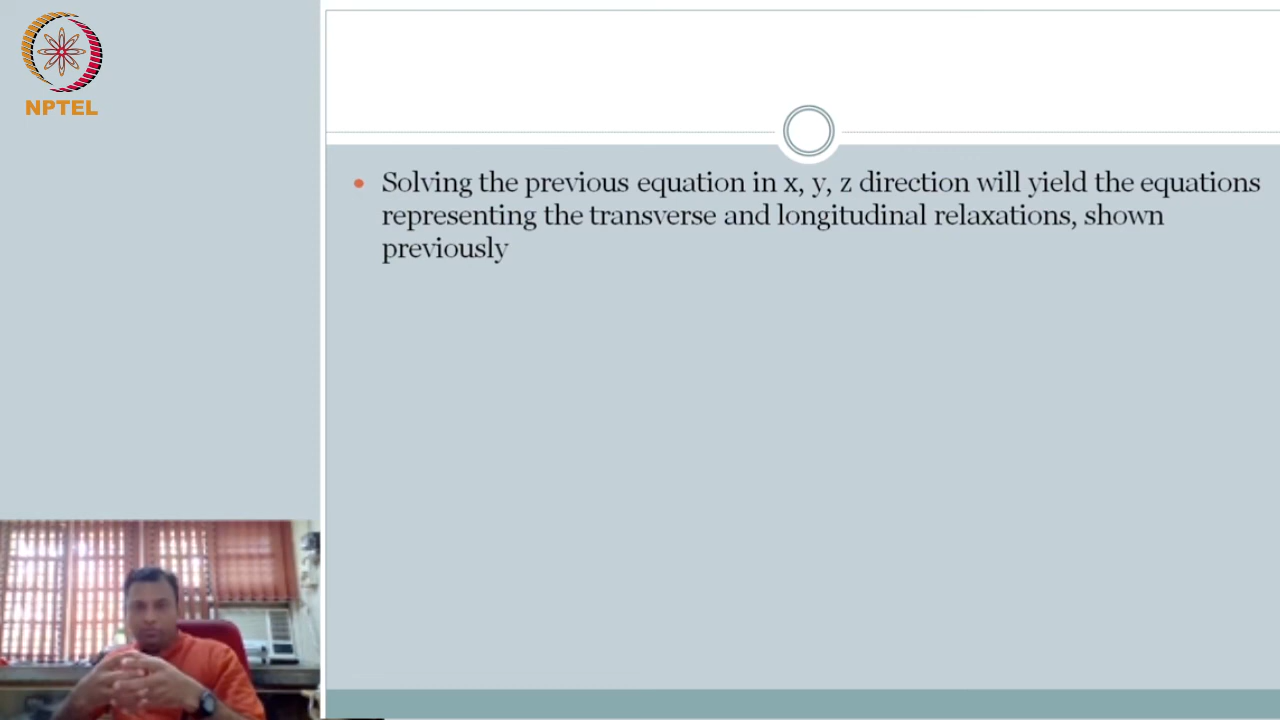 NPTEL
Solving the previous equation in x, y, z direction will yield the equations
representing the transverse and longitudinal relaxations, shown
previously